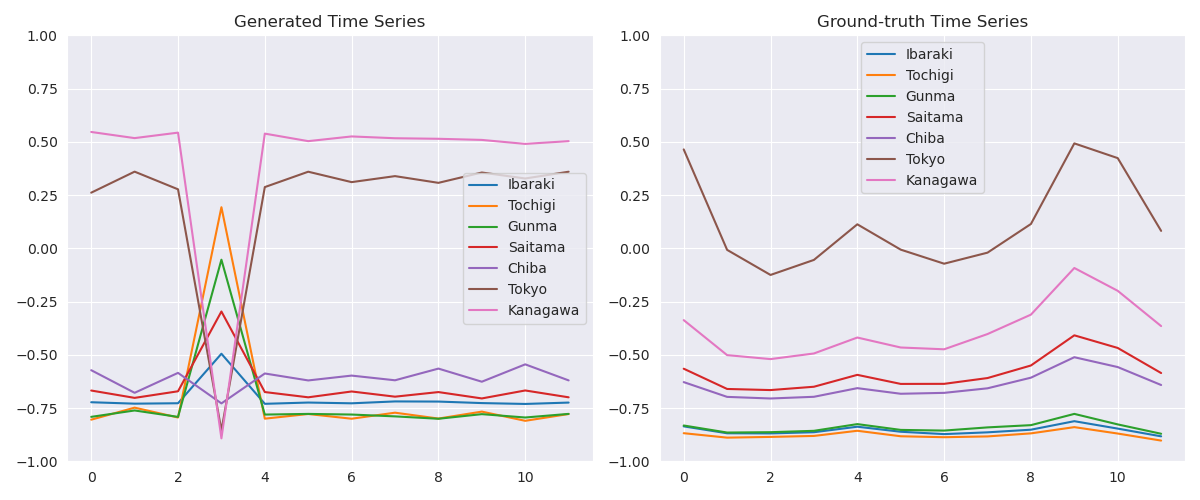 Generated Time Series
1.00
0.75
0.50
0.25
0.00
−0.25
−0.50
−0.75
−1.00
0 2 4 6 8 10
Ibaraki
Tochigi
Gunma
Saitama
Chiba
Tokyo
Kanagawa
Ground-truth Time Series
1.00
0.75
0.50
0.25
0.00
−0.25
−0.50
−0.75
−1.00
0 2 4 6 8 10
Ibaraki
Tochigi
Gunma
Saitama
Chiba
Tokyo
Kanagawa